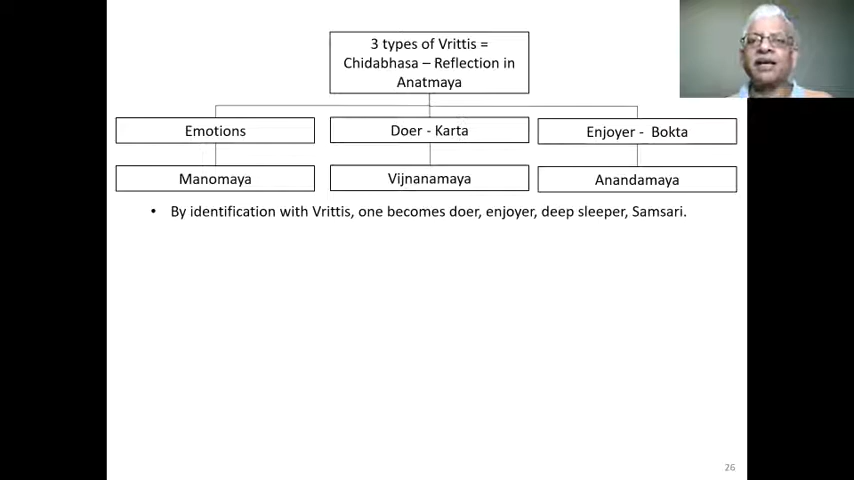 3 types of Vrittis =
Chidabhasa – Reflection in
Anatmaya
Emotions
Doer - Karta
Enjoyer - Bokta
Manomaya
Vijnanamaya
Anandamaya
• By identification with Vrittis, one becomes doer, enjoyer, deep sleeper, Samsari.
26